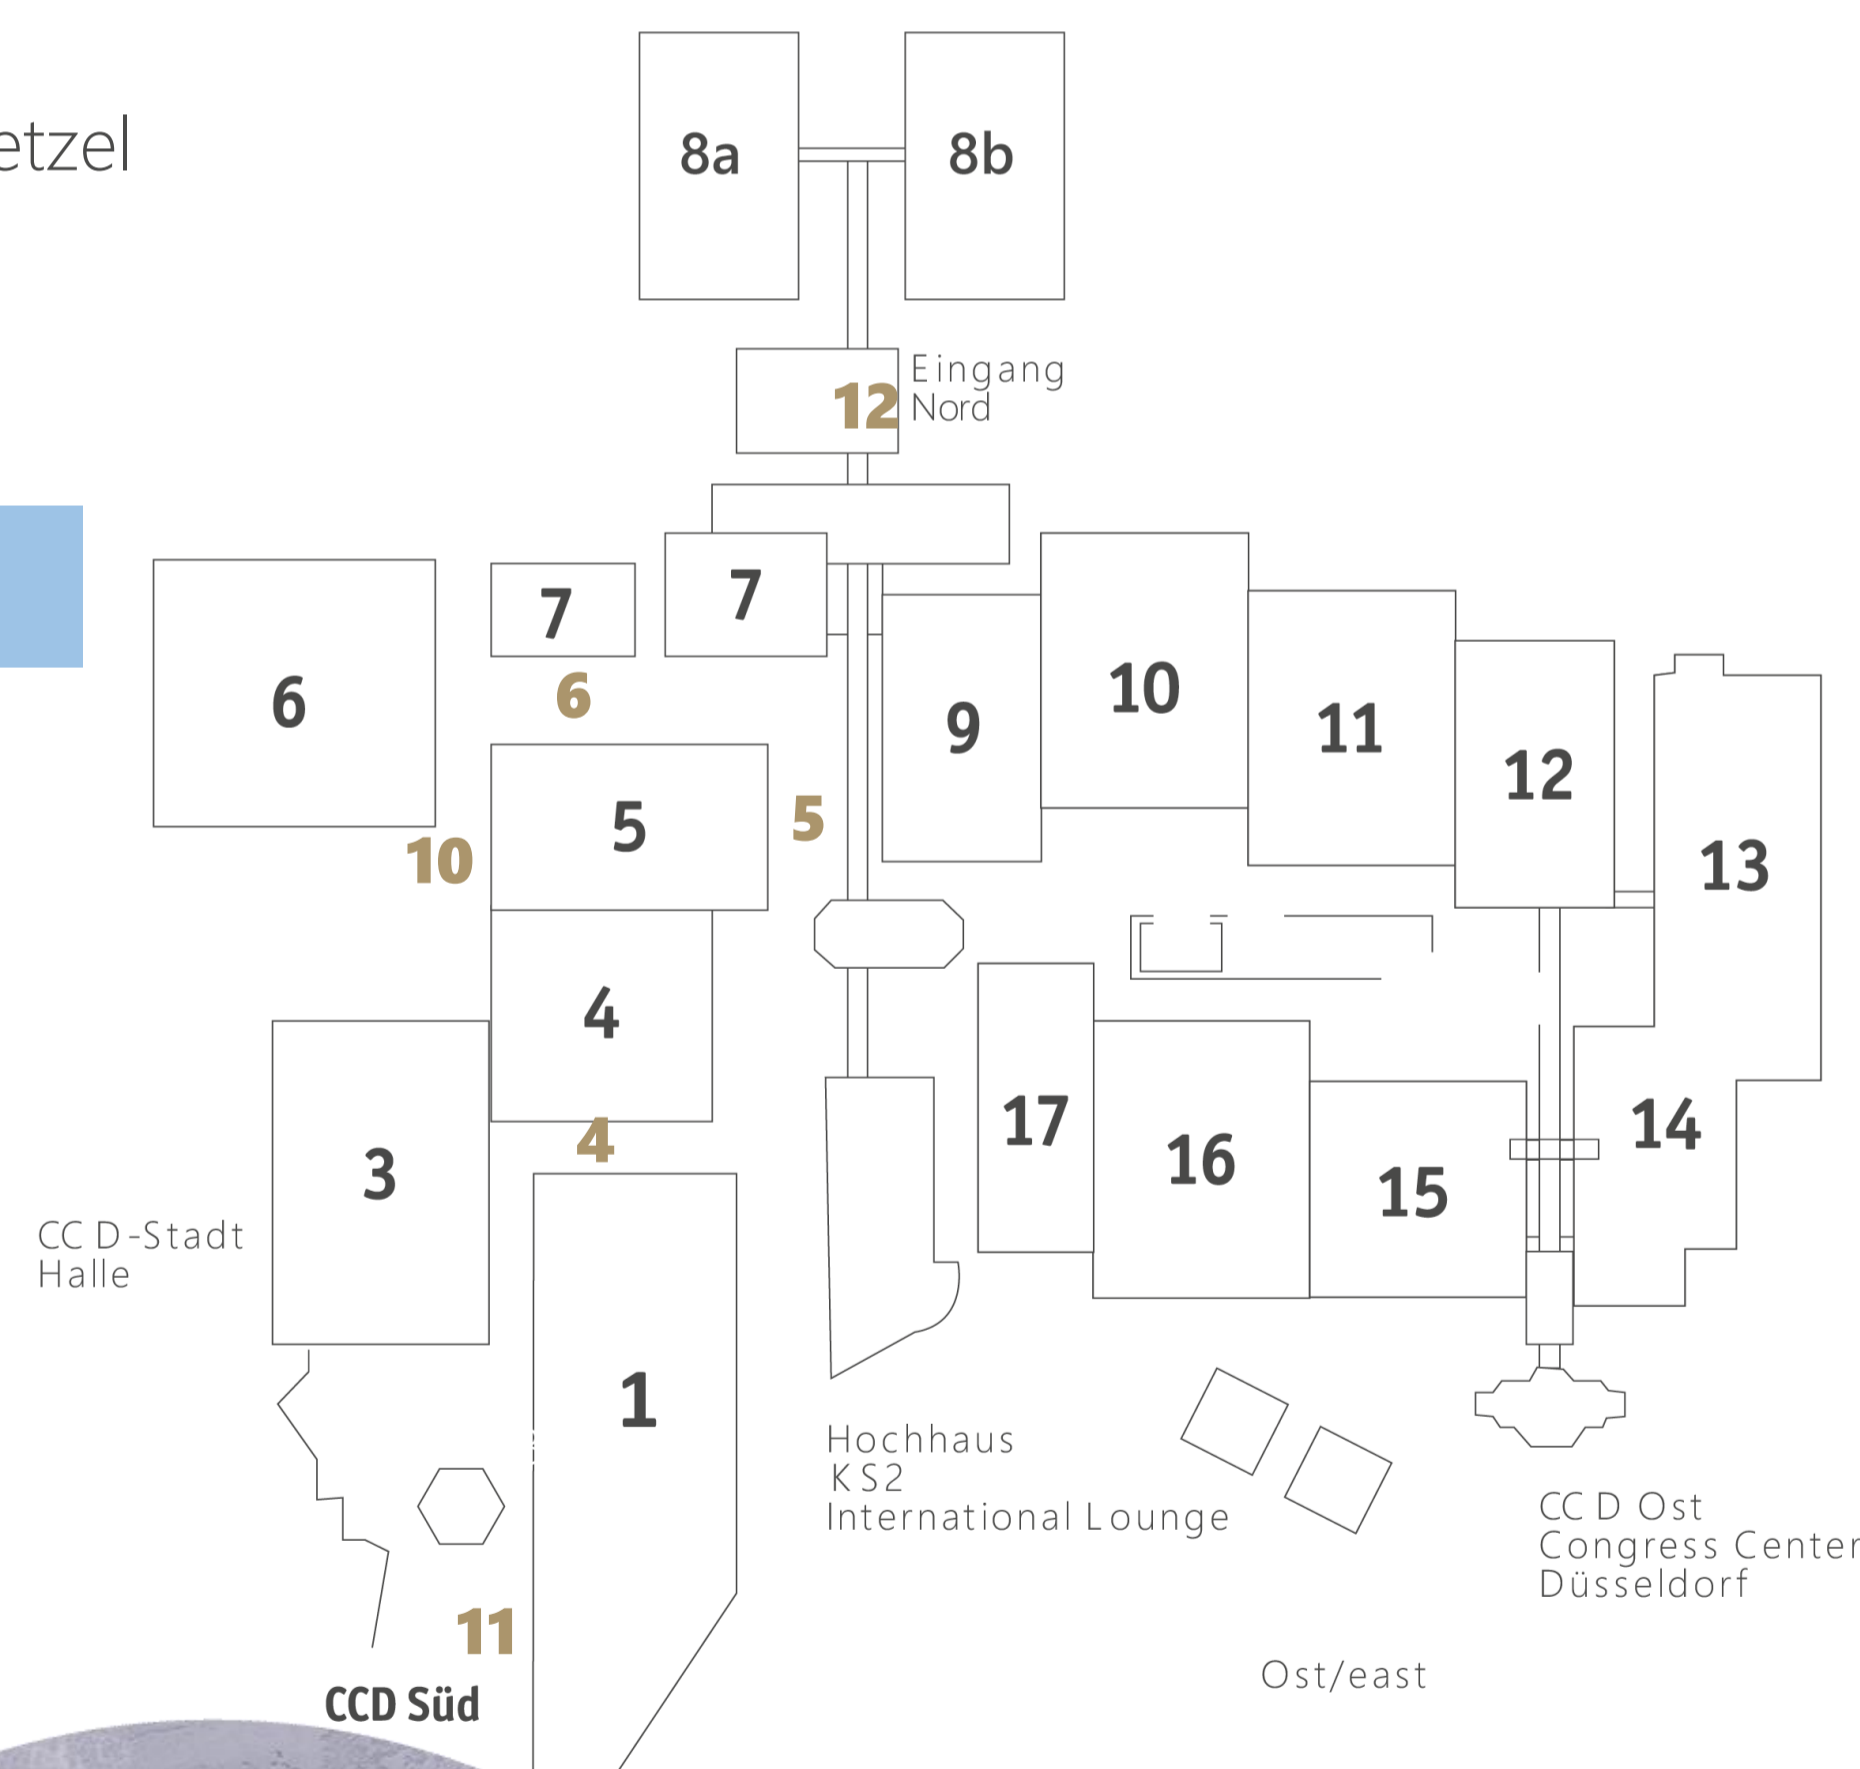 etzel
8a
8b
Eingang
Nord
12
7
7
6
6
9
10
11
12
13
5
5
10
4
4
3
17
16
15
14
CC D-Stadt
Halle
1
Hochhaus
KS2
International Lounge
CC D Ost
Congress Center
Düsseldorf
11
Ost/east
CCD Süd